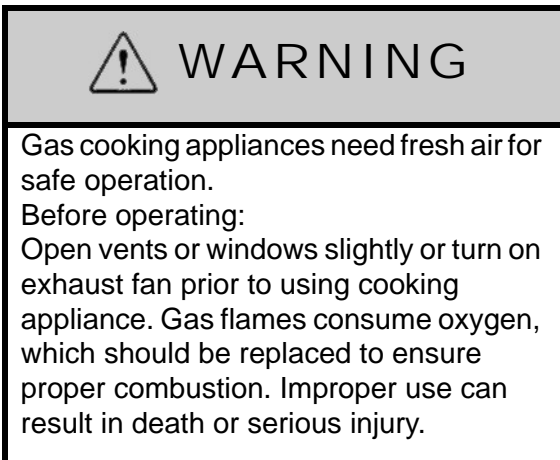 WARNING
Gas cooking appliances need fresh air for
safe operation.
Before operating:
Open vents or windows slightly or turn on
exhaust fan prior to using cooking
appliance. Gas flames consume oxygen,
which should be replaced to ensure
proper combustion. Improper use can
result in death or serious injury.